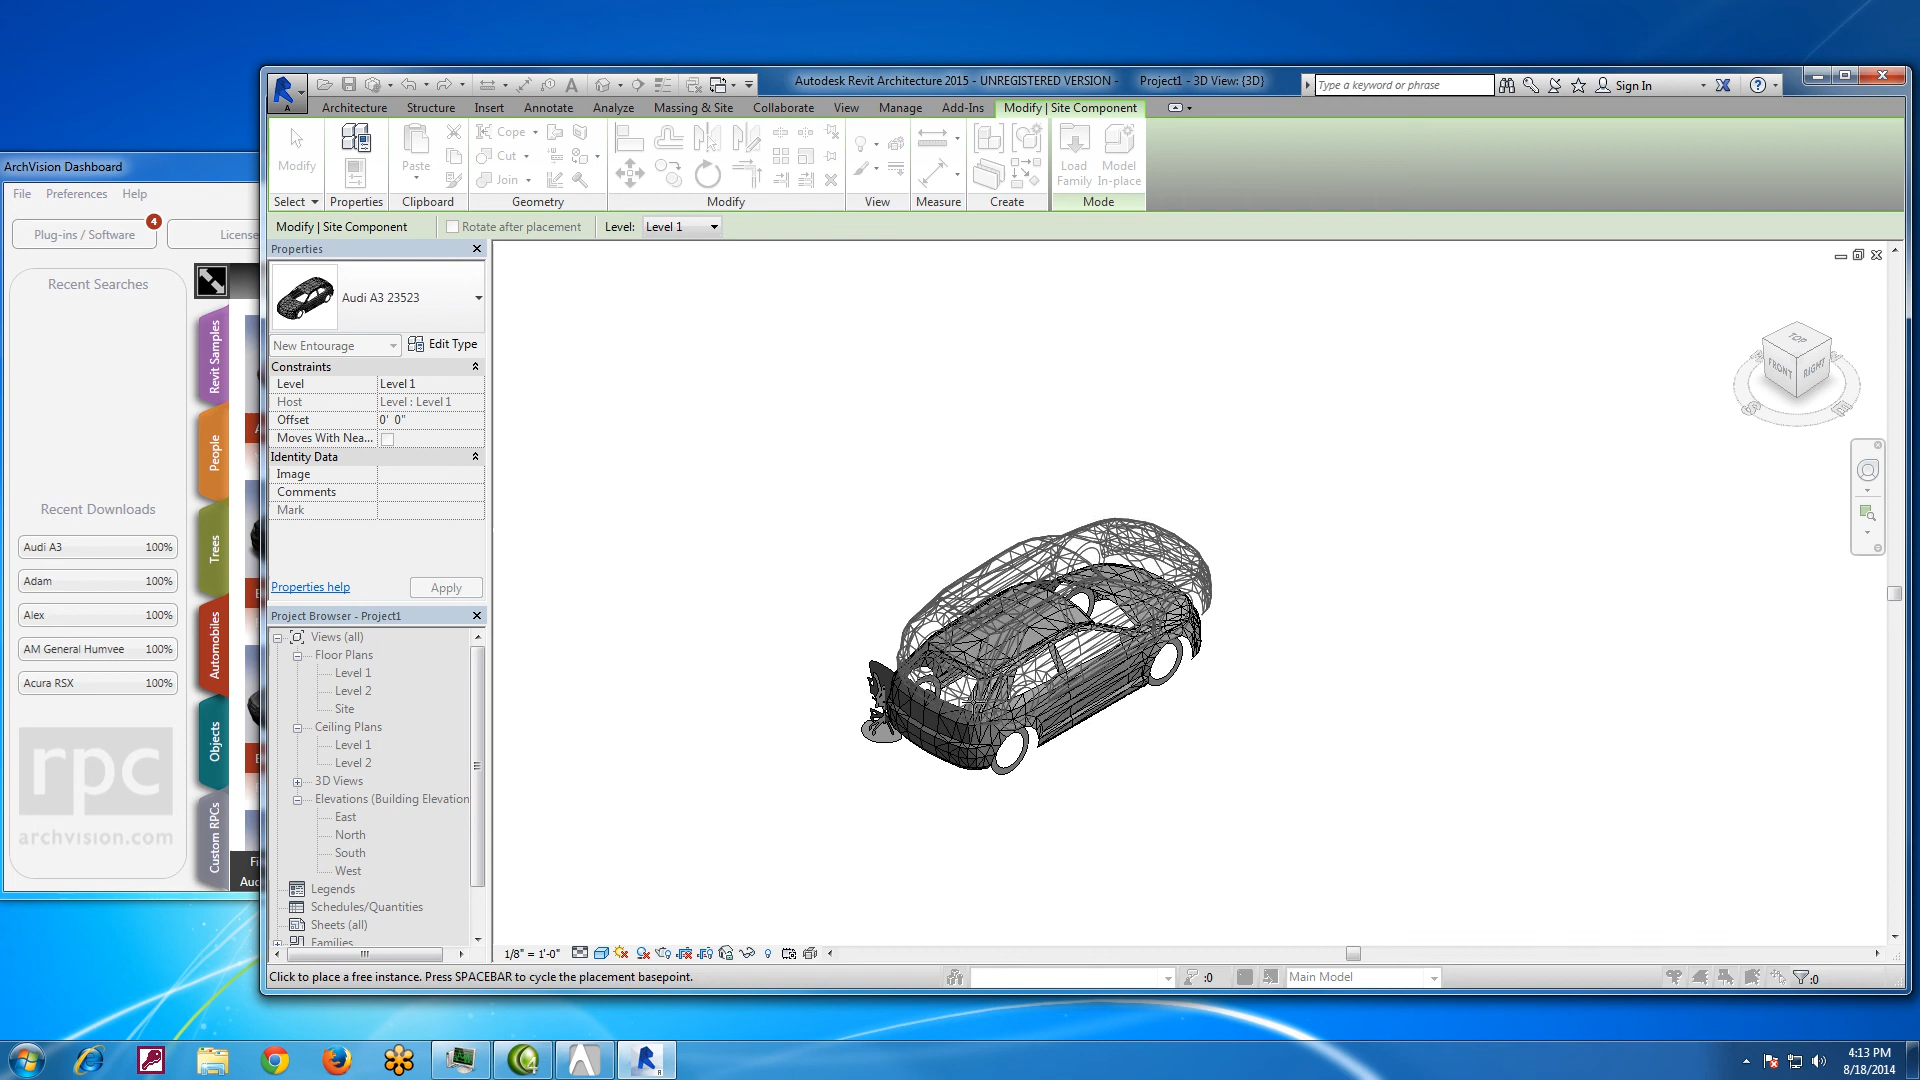 Autodesk Revit Architecture 2015 - UNREGISTERED VERSION -
Project1 - 3D View: {3D}
Type a keyword or phrase
Sign In
A
Architecture
Structure
Insert
Annotate
Analyze
Massing & Site
Collaborate
View
Manage
Add-Ins
Modify | Site Component
Modify
Paste
Cope
Cut
Join
Load
Family
Model
In-place
Select
Properties
Clipboard
Geometry
Modify
View
Measure
Create
Mode
Modify | Site Component
Rotate after placement
Level:
Level 1
ArchVision Dashboard
File
Preferences
Help
Plug-ins / Software
4
License
Recent Searches
Recent Downloads
Audi A3 100%
Adam 100%
Alex 100%
AM General Humvee 100%
Acura RSX 100%
rpc
archvision.com
Revit Samples
People
Trees
Automobiles
Objects
Custom RPCs
Properties
Audi A3 23523
New Entourage
Edit Type
Constraints
Level Level 1
Host Level : Level 1
Offset 0' 0"
Moves With Nea...
Identity Data
Image
Comments
Mark
Properties help
Apply
Project Browser - Project1
Views (all)
Floor Plans
Level 1
Level 2
Site
Ceiling Plans
Level 1
Level 2
3D Views
Elevations (Building Elevation
East
North
South
West
Legends
Schedules/Quantities
Sheets (all)
Families
TOP
FRONT
RIGHT
1/8" = 1'-0"
Click to place a free instance. Press SPACEBAR to cycle the placement basepoint.
:0
Main Model
:0
4:13 PM
8/18/2014